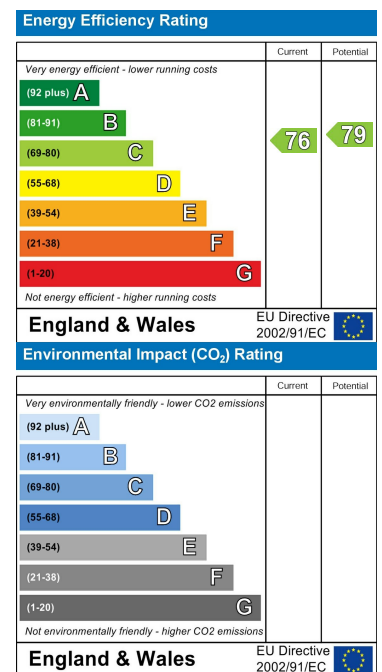 Energy Efficiency Rating
Current Potential
Very energy efficient - lower running costs
(92 plus) A
(81-91) B
(69-80) C
76 79
(55-68) D
(39-54) E
(21-38) F
(1-20) G
Not energy efficient - higher running costs
England & Wales
EU Directive
2002/91/EC
Environmental Impact (CO₂) Rating
Current Potential
Very environmentally friendly - lower CO2 emissions
(92 plus) A
(81-91) B
(69-80) C
(55-68) D
(39-54) E
(21-38) F
(1-20) G
Not environmentally friendly - higher CO2 emissions
England & Wales
EU Directive
2002/91/EC